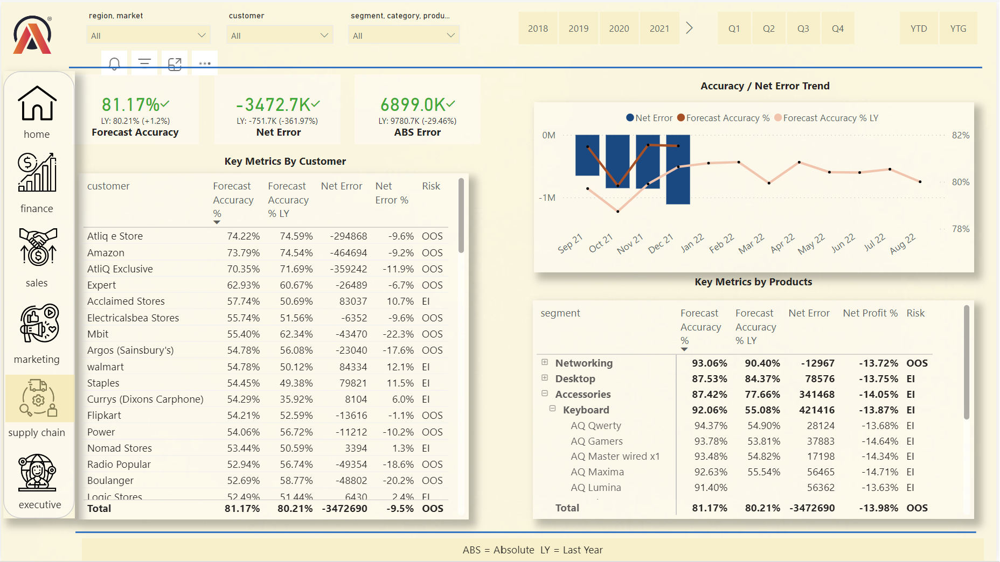 region, market
customer
segment, category, produ...
All
All
All
2018
2019
2020
2021
Q1
Q2
Q3
Q4
YTD
YTG
®
home
finance
sales
marketing
supply chain
executive
81.17%
LY: 80.21% (+1.2%)
Forecast Accuracy
-3472.7K
LY: -751.7K (-361.97%)
Net Error
6899.0K
LY: 9780.7K (-29.46%)
ABS Error
Key Metrics By Customer
customer Forecast Accuracy % Forecast Accuracy % LY Net Error Net Error % Risk
Atliq e Store 74.22% 74.59% -294868 -9.6% OOS
Amazon 73.79% 74.54% -464694 -9.2% OOS
AtliQ Exclusive 70.35% 71.69% -359242 -11.9% OOS
Expert 62.93% 60.67% -26489 -6.7% OOS
Acclaimed Stores 57.74% 50.69% 83037 10.7% EI
Electricalsbea Stores 55.74% 51.56% -6352 -9.6% OOS
Mbit 55.40% 62.34% -43470 -22.3% OOS
Argos (Sainsbury's) 54.78% 56.08% -23040 -17.6% OOS
walmart 54.78% 50.12% 84334 12.1% EI
Staples 54.45% 49.38% 79821 11.5% EI
Currys (Dixons Carphone) 54.29% 35.92% 8104 6.0% EI
Flipkart 54.21% 52.59% -13616 -1.1% OOS
Power 54.06% 56.72% -11212 -10.2% OOS
Nomad Stores 53.44% 50.59% 3394 1.3% EI
Radio Popular 52.94% 56.74% -49354 -18.6% OOS
Boulanger 52.69% 58.77% -48802 -20.2% OOS
Logic Stores 52.49% 51.44% 6430 2.4% EI
Total 81.17% 80.21% -3472690 -9.5% OOS
Accuracy / Net Error Trend
Net Error Forecast Accuracy % Forecast Accuracy % LY
0M
-1M
82%
80%
78%
Sep 21
Oct 21
Nov 21
Dec 21
Jan 22
Feb 22
Mar 22
Apr 22
May 22
Jun 22
Jul 22
Aug 22
Key Metrics by Products
segment Forecast Accuracy % Forecast Accuracy % LY Net Error Net Profit % Risk
Networking 93.06% 90.40% -12967 -13.72% OOS
Desktop 87.53% 84.37% 78576 -13.75% EI
Accessories 87.42% 77.66% 341468 -14.05% EI
Keyboard 92.06% 55.08% 421416 -13.87% EI
AQ Qwerty 94.37% 54.90% 28124 -13.68% EI
AQ Gamers 93.78% 53.81% 37883 -14.64% EI
AQ Master wired x1 93.48% 54.82% 17198 -14.34% EI
AQ Maxima 92.63% 55.54% 56465 -14.71% EI
AQ Lumina 91.40% 56362 -13.63% EI
Total 81.17% 80.21% -3472690 -13.98% OOS
ABS = Absolute LY = Last Year